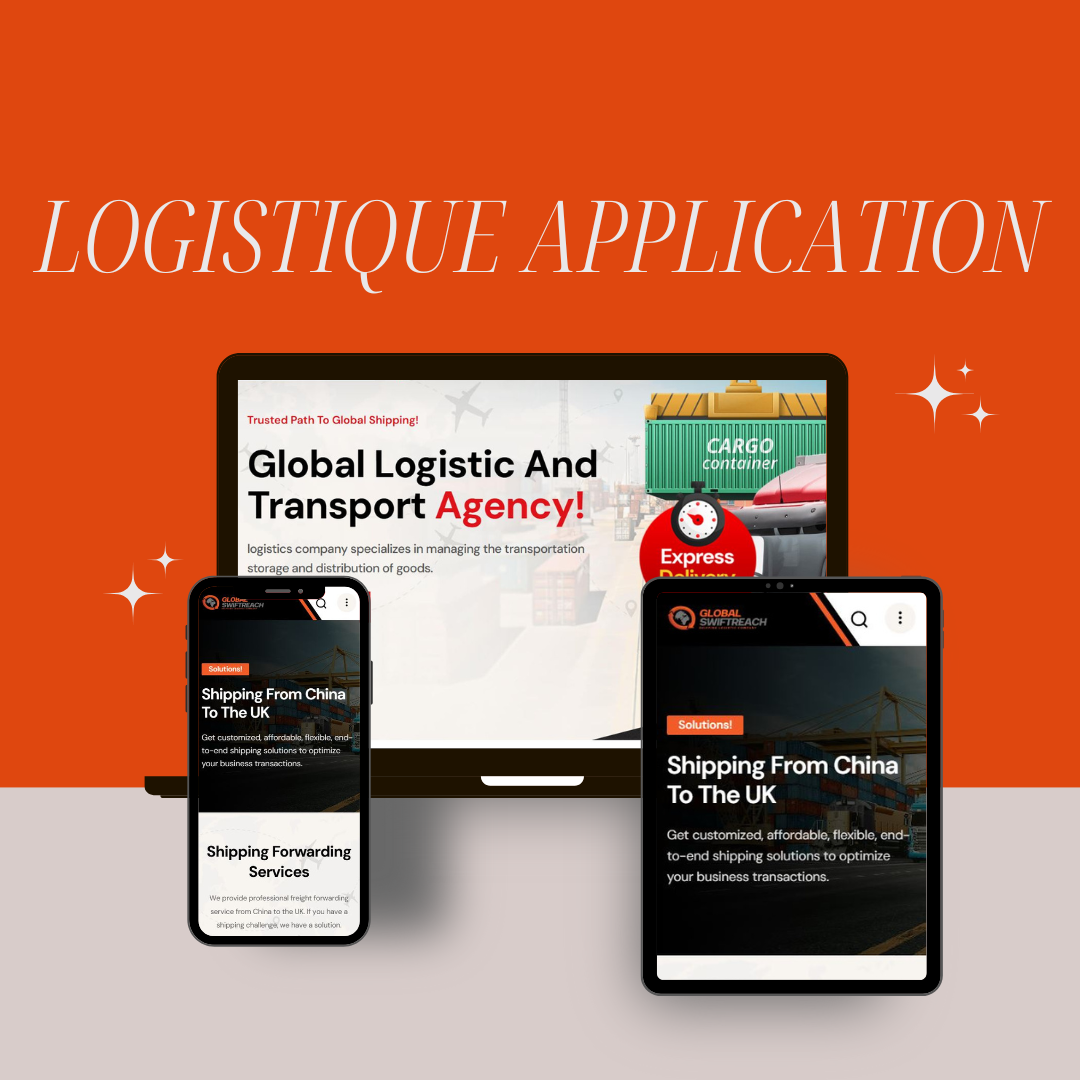 LOGISTIQUE APPLICATION
Trusted Path To Global Shipping!
Global Logistic And
Transport Agency!
logistics company specializes in managing the transportation
storage and distribution of goods.
CARGO
container
Express
Delivery
GLOBAL
SWIFTREACH
Solutions!
Shipping From China
To The UK
Get customized, affordable, flexible, end-
to-end shipping solutions to optimize
your business transactions.
Shipping Forwarding
Services
We provide professional freight forwarding
service from China to the UK. If you have a
shipping challenge, we have a solution.
GLOBAL
SWIFTREACH
Solutions!
Shipping From China
To The UK
Get customized, affordable, flexible, end-
to-end shipping solutions to optimize
your business transactions.